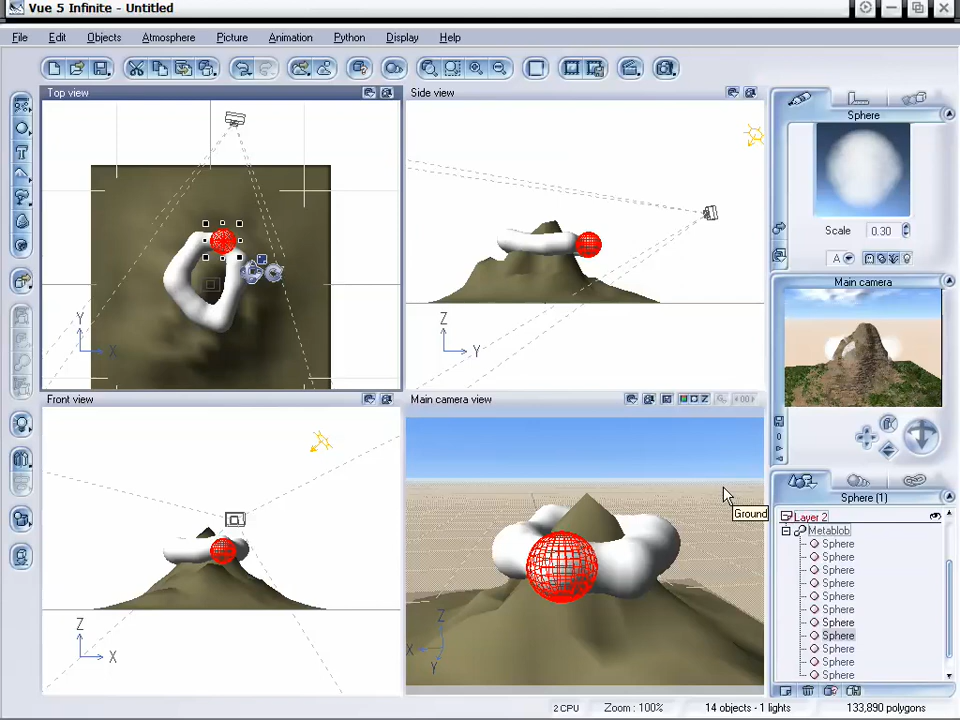 Vue 5 Infinite - Untitled
File Edit Objects Atmosphere Picture Animation Python Display Help
Top view
Side view
Sphere
Scale 0.30
A
Main camera
Y
X
Z
Y
Front view
Main camera view
Sphere (1)
Layer 2
Metablob
Sphere
Sphere
Sphere
Sphere
Sphere
Sphere
Sphere
Sphere
Sphere
Sphere
Sphere
Ground
0
Z
X
Z
X
Y
2 CPU Zoom : 100% 14 objects - 1 lights 133,890 polygons